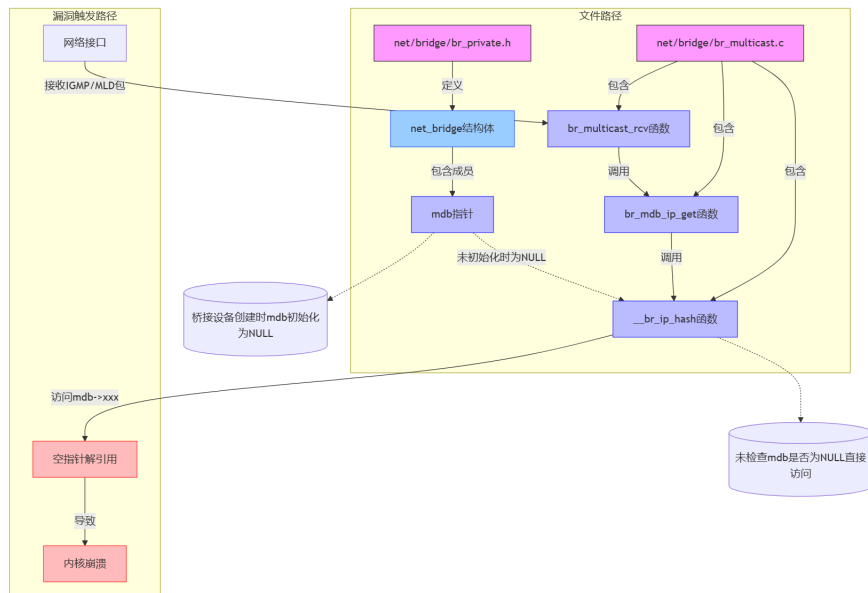 漏洞触发路径
文件路径
网络接口
net/bridge/br_private.h
net/bridge/br_multicast.c
接收IGMP/MLD包
定义
包含
net_bridge结构体
br_multicast_rcv函数
包含
包含成员
调用
包含
mdb指针
br_mdb_ip_get函数
未初始化时为NULL
调用
桥接设备创建时mdb初始化
为NULL
__br_ip_hash函数
访问mdb->xxx
空指针解引用
未检查mdb是否为NULL直接
访问
导致
内核崩溃